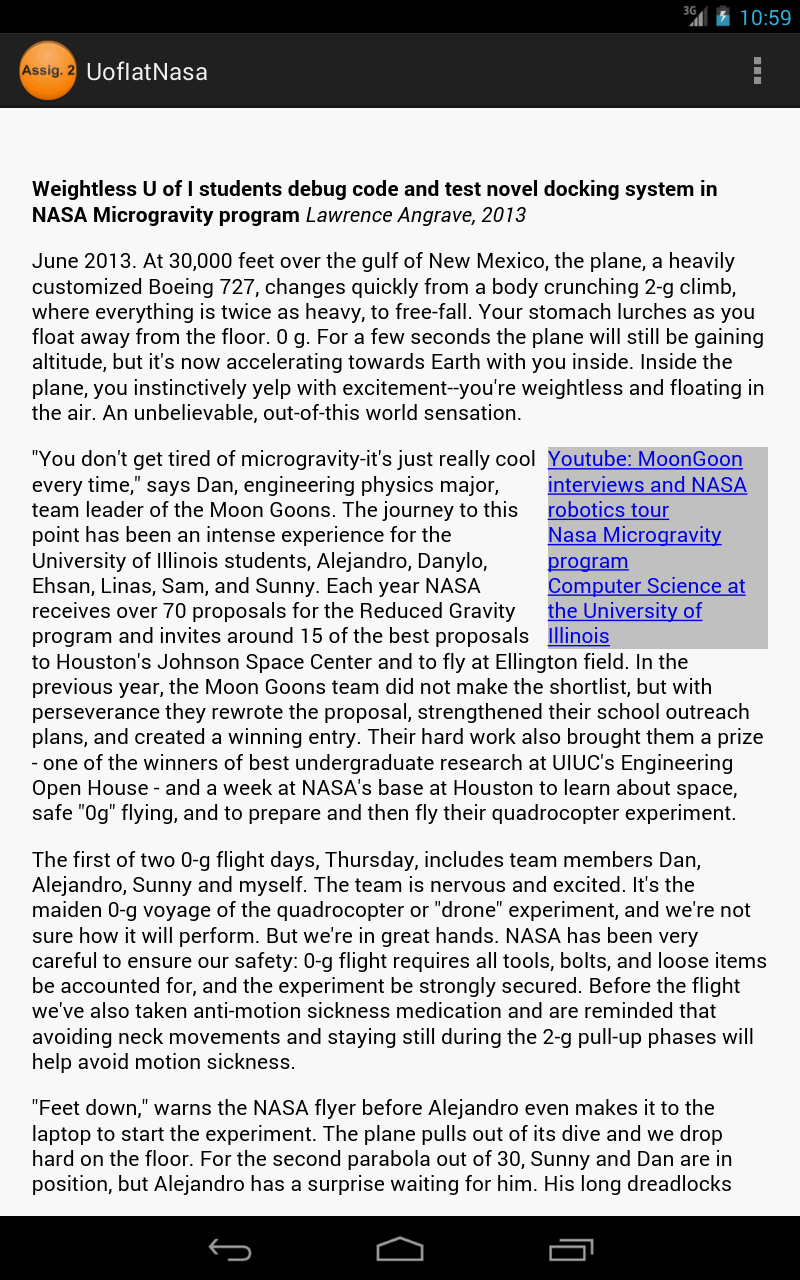 3G 10:59
Assig. 2 UofIatNasa
Weightless U of I students debug code and test novel docking system in
NASA Microgravity program Lawrence Angrave, 2013
June 2013. At 30,000 feet over the gulf of New Mexico, the plane, a heavily
customized Boeing 727, changes quickly from a body crunching 2-g climb,
where everything is twice as heavy, to free-fall. Your stomach lurches as you
float away from the floor. 0 g. For a few seconds the plane will still be gaining
altitude, but it's now accelerating towards Earth with you inside. Inside the
plane, you instinctively yelp with excitement--you're weightless and floating in
the air. An unbelievable, out-of-this world sensation.
"You don't get tired of microgravity-it's just really cool
every time," says Dan, engineering physics major,
team leader of the Moon Goons. The journey to this
point has been an intense experience for the
University of Illinois students, Alejandro, Danylo,
Ehsan, Linas, Sam, and Sunny. Each year NASA
receives over 70 proposals for the Reduced Gravity
program and invites around 15 of the best proposals
to Houston's Johnson Space Center and to fly at Ellington field. In the
previous year, the Moon Goons team did not make the shortlist, but with
perseverance they rewrote the proposal, strengthened their school outreach
plans, and created a winning entry. Their hard work also brought them a prize
- one of the winners of best undergraduate research at UIUC's Engineering
Open House - and a week at NASA's base at Houston to learn about space,
safe "0g" flying, and to prepare and then fly their quadrocopter experiment.
Youtube: MoonGoon
interviews and NASA
robotics tour
Nasa Microgravity
program
Computer Science at
the University of
Illinois
The first of two 0-g flight days, Thursday, includes team members Dan,
Alejandro, Sunny and myself. The team is nervous and excited. It's the
maiden 0-g voyage of the quadrocopter or "drone" experiment, and we're not
sure how it will perform. But we're in great hands. NASA has been very
careful to ensure our safety: 0-g flight requires all tools, bolts, and loose items
be accounted for, and the experiment be strongly secured. Before the flight
we've also taken anti-motion sickness medication and are reminded that
avoiding neck movements and staying still during the 2-g pull-up phases will
help avoid motion sickness.
"Feet down," warns the NASA flyer before Alejandro even makes it to the
laptop to start the experiment. The plane pulls out of its dive and we drop
hard on the floor. For the second parabola out of 30, Sunny and Dan are in
position, but Alejandro has a surprise waiting for him. His long dreadlocks